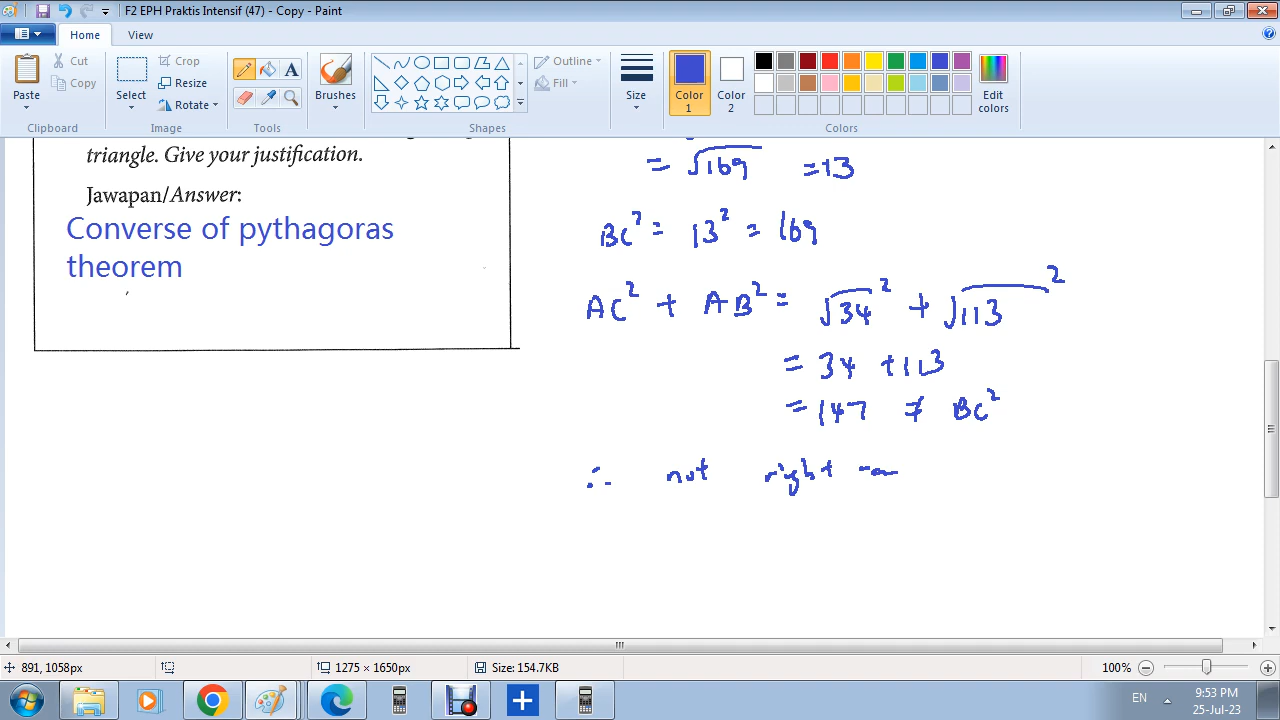 F2 EPH Praktis Intensif (47) - Copy - Paint
Home View
Paste Cut Copy Select Crop Resize Rotate Brushes Outline Fill Size Color 1 Color 2 Edit colors
Clipboard Image Tools Shapes Colors
triangle. Give your justification.
Jawapan/Answer:
Converse of pythagoras
theorem
= √169 = 13
BC² = 13² = 169
AC² + AB² = √34² + √113²
= 34 + 113
= 147 ≠ BC²
∴ not right -an
891, 1058px 1275 × 1650px Size: 154.7KB 100%
EN 9:53 PM
25-Jul-23